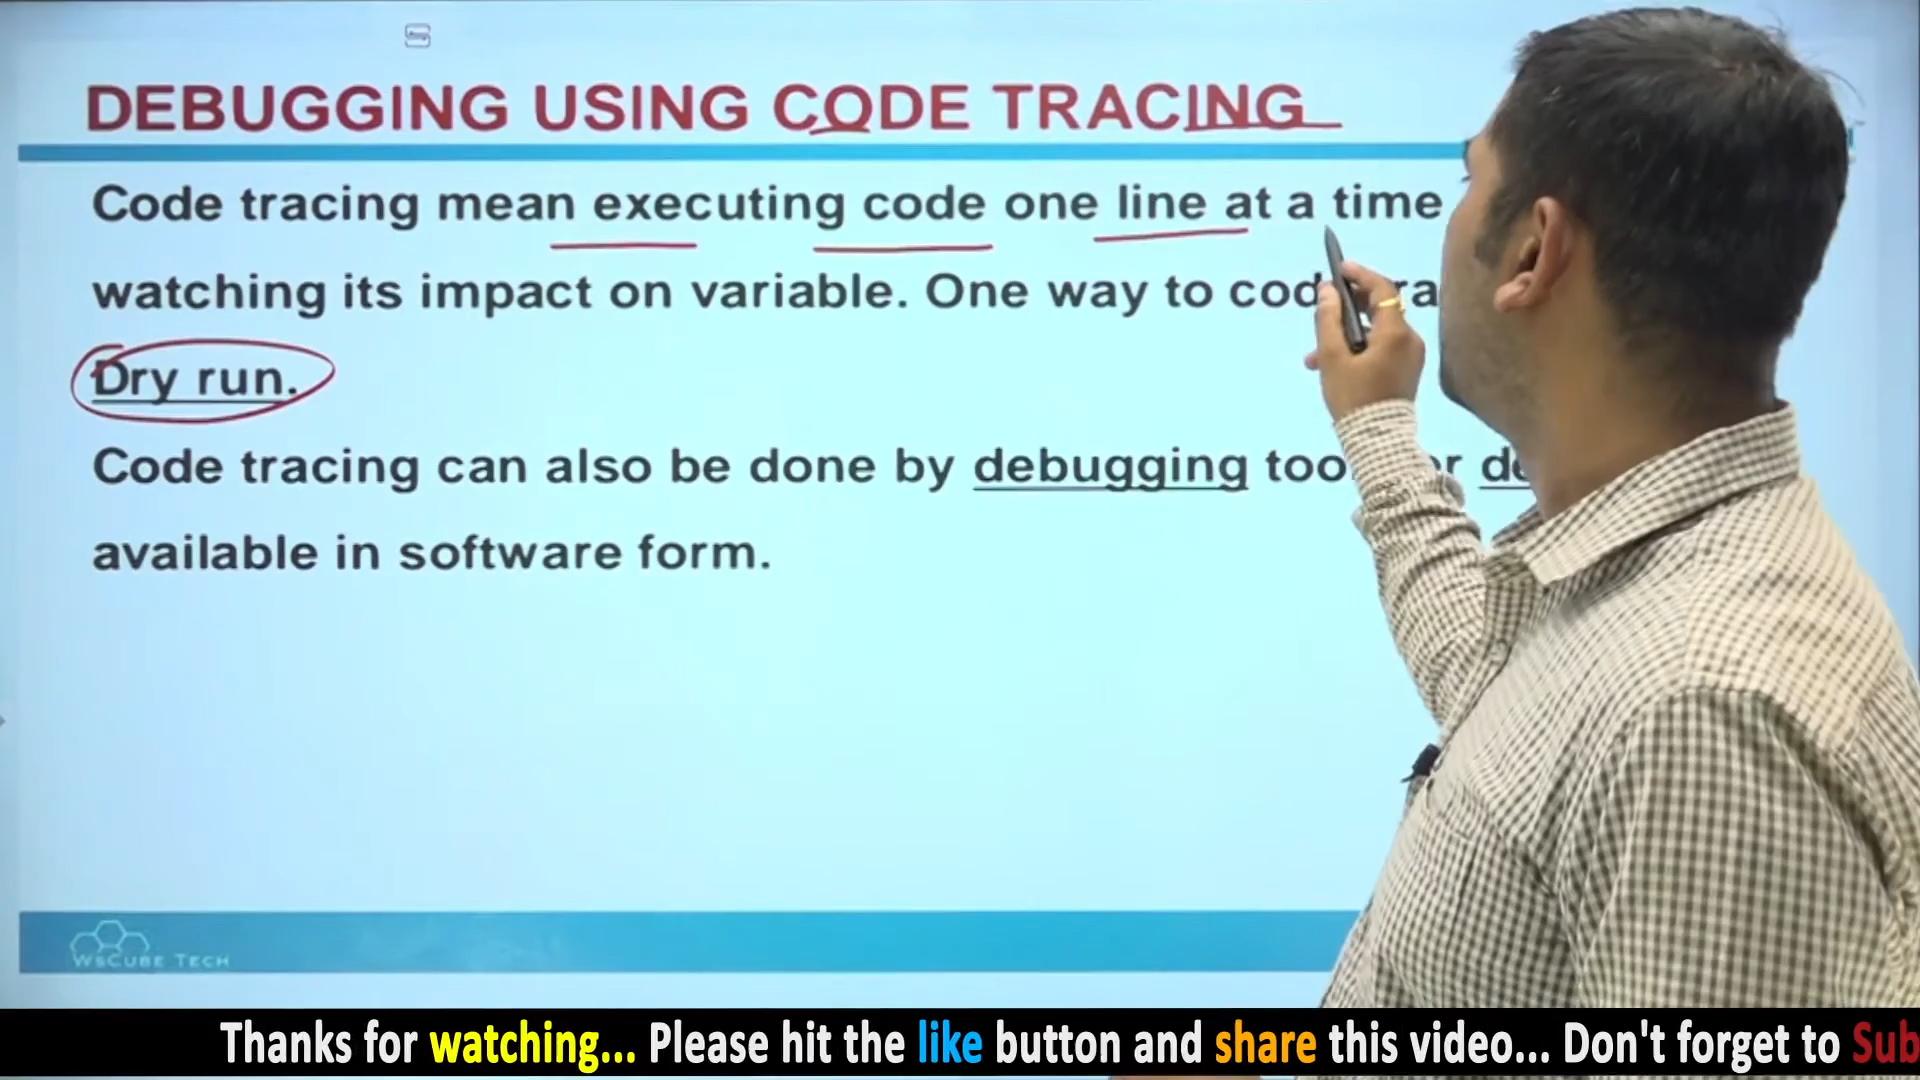 DEBUGGING USING CODE TRACING
Code tracing mean executing code one line at a time
watching its impact on variable. One way to
Dry run.
Code tracing can also be done by debugging
available in software form.
WsCube Tech
Thanks for watching... Please hit the like button and share this video... Don't forget to Sub